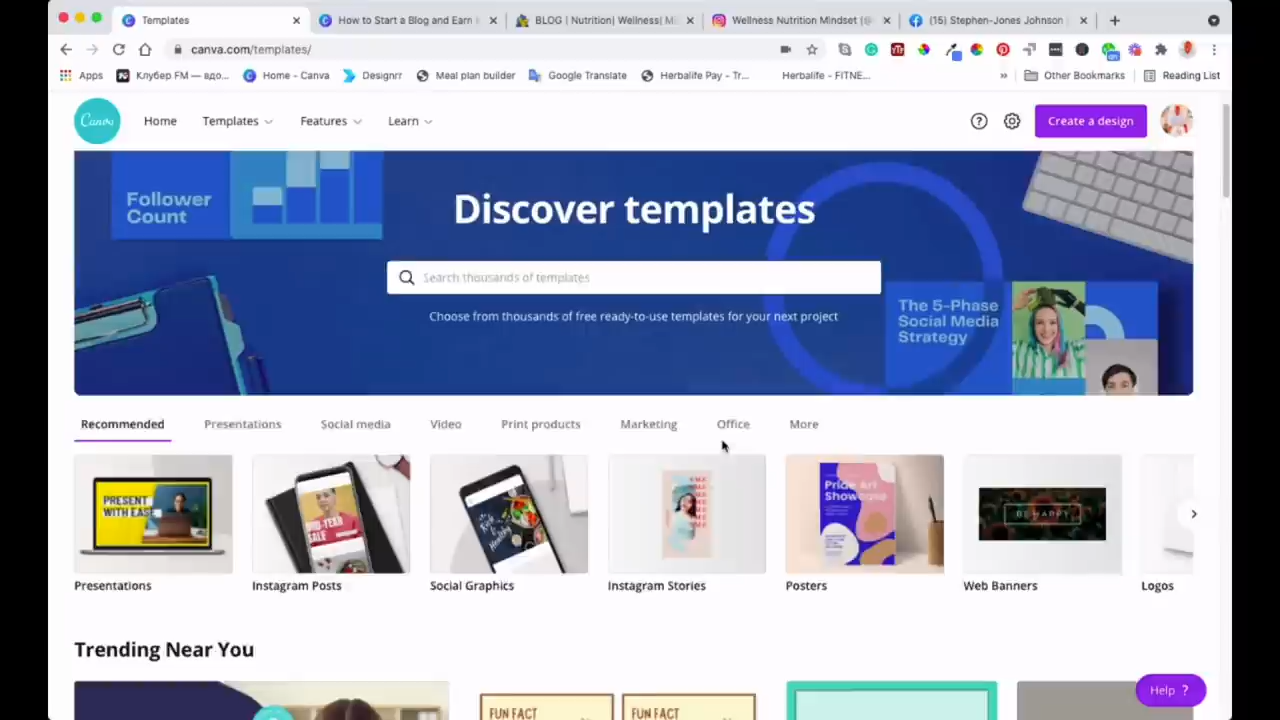 Templates
How to Start a Blog and Earn
BLOG | Nutrition| Wellness| Mi
Wellness Nutrition Mindset (@
(15) Stephen-Jones Johnson
canva.com/templates/
Apps
Клубер FM — вдо...
Home - Canva
Designrr
Meal plan builder
Google Translate
Herbalife Pay - Tr...
Herbalife - FITNE...
»
Other Bookmarks
Reading List
Canva
Home
Templates
Features
Learn
?
Create a design
Follower
Count
Discover templates
Search thousands of templates
Choose from thousands of free ready-to-use templates for your next project
The 5-Phase
Social Media
Strategy
Recommended
Presentations
Social media
Video
Print products
Marketing
Office
More
PRESENT
WITH EASE
MID-YEAR
SALE
Pride Art
Showcase
BE HAPPY
Presentations
Instagram Posts
Social Graphics
Instagram Stories
Posters
Web Banners
Logos
Trending Near You
FUN FACT
FUN FACT
Help ?